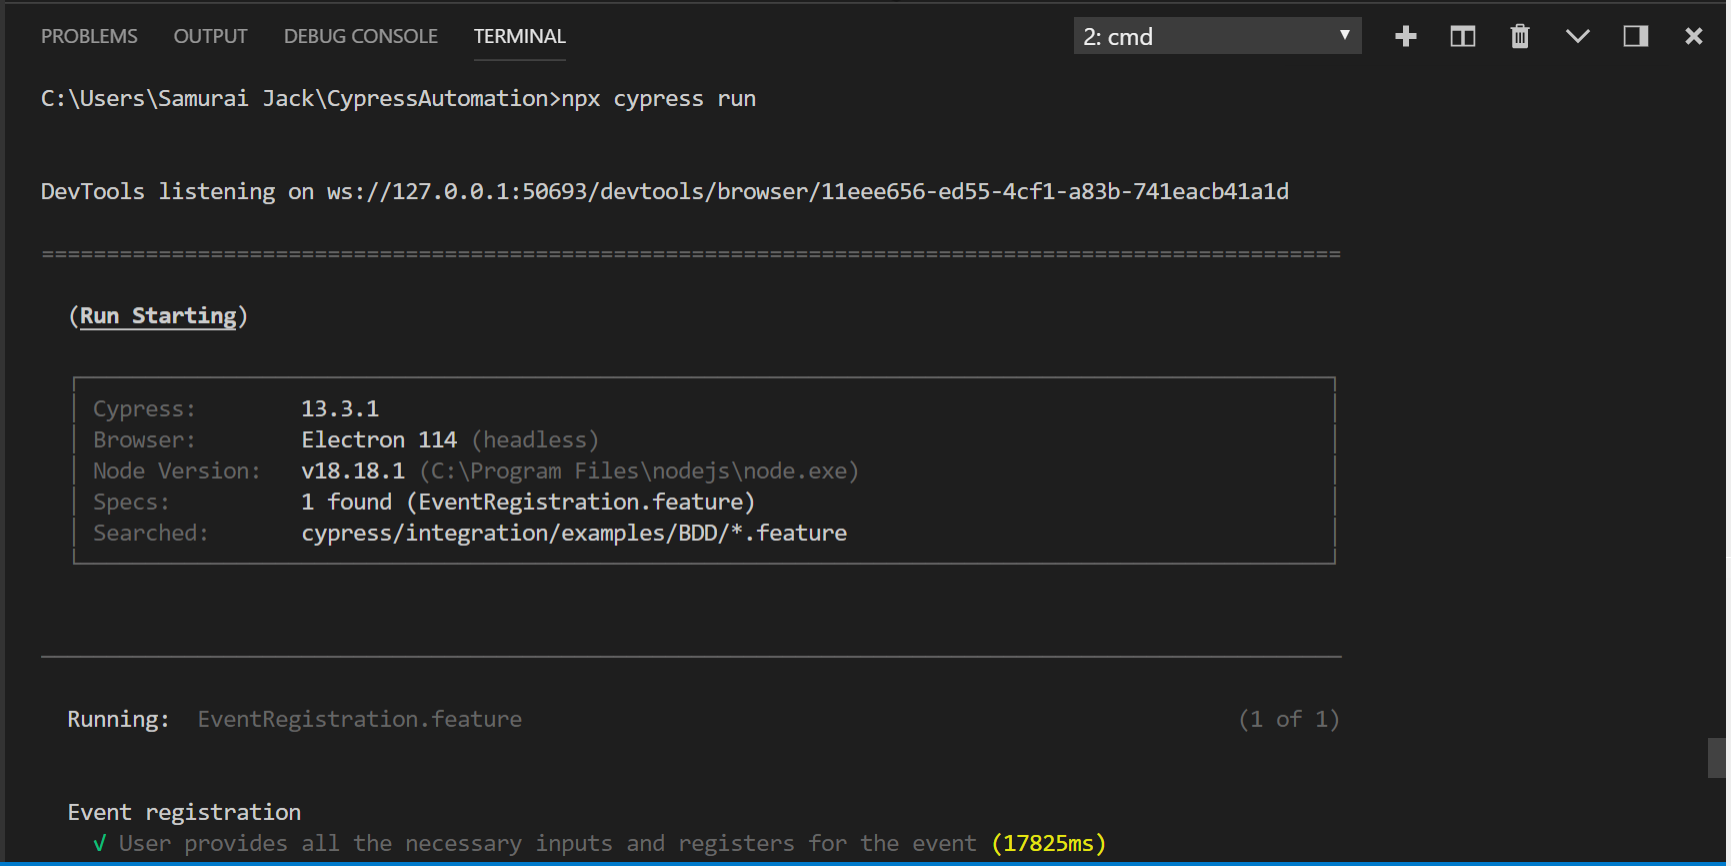 PROBLEMS OUTPUT DEBUG CONSOLE TERMINAL 2: cmd
C:\Users\Samurai Jack\CypressAutomation>npx cypress run
DevTools listening on ws://127.0.0.1:50693/devtools/browser/11eee656-ed55-4cf1-a83b-741eacb41a1d
====================================================================================================
(Run Starting)
Cypress: 13.3.1
Browser: Electron 114 (headless)
Node Version: v18.18.1 (C:\Program Files\nodejs\node.exe)
Specs: 1 found (EventRegistration.feature)
Searched: cypress/integration/examples/BDD/*.feature
Running: EventRegistration.feature (1 of 1)
Event registration
√ User provides all the necessary inputs and registers for the event (17825ms)